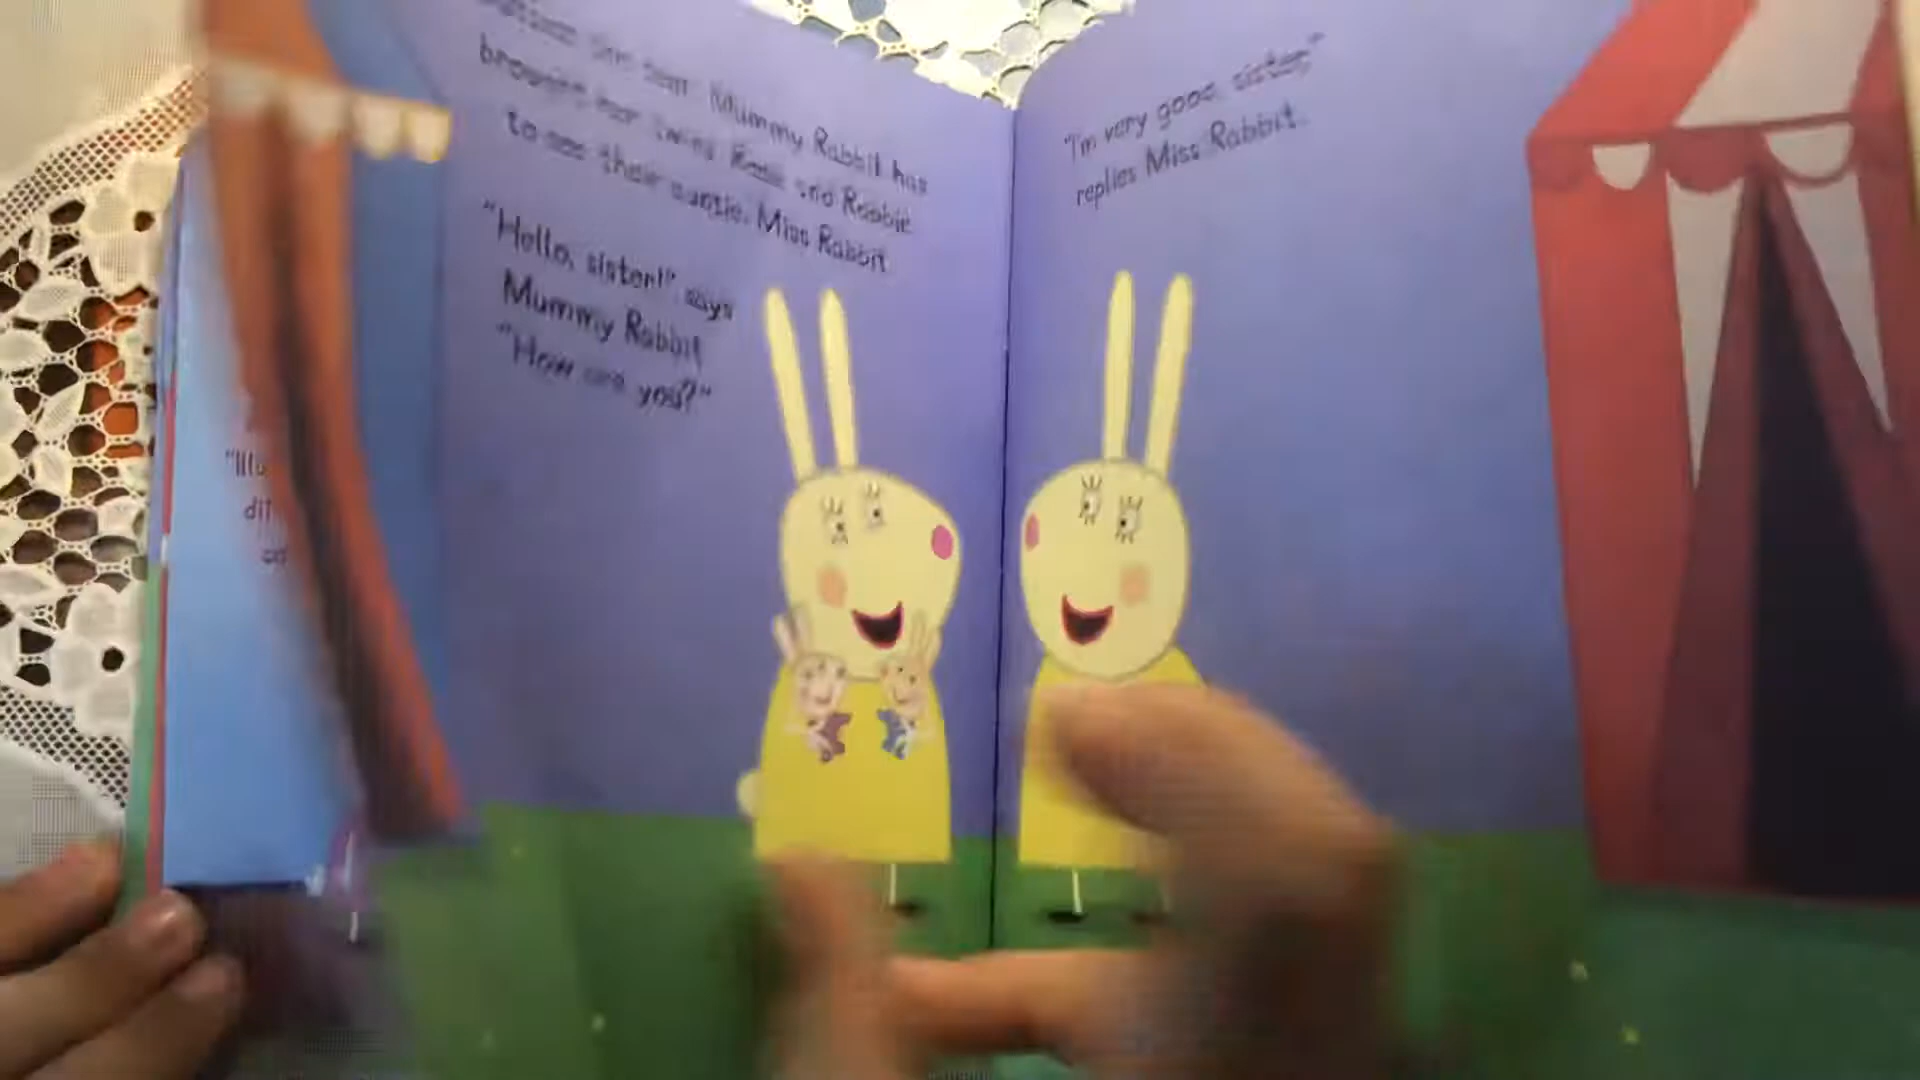 Mummy Rabbit has
brought her twins Rosie and Robbie
to see their auntie, Miss Rabbit.
"Hello, sister!" says
Mummy Rabbit.
"How are you?"
"I'm very good, sister,"
replies Miss Rabbit.